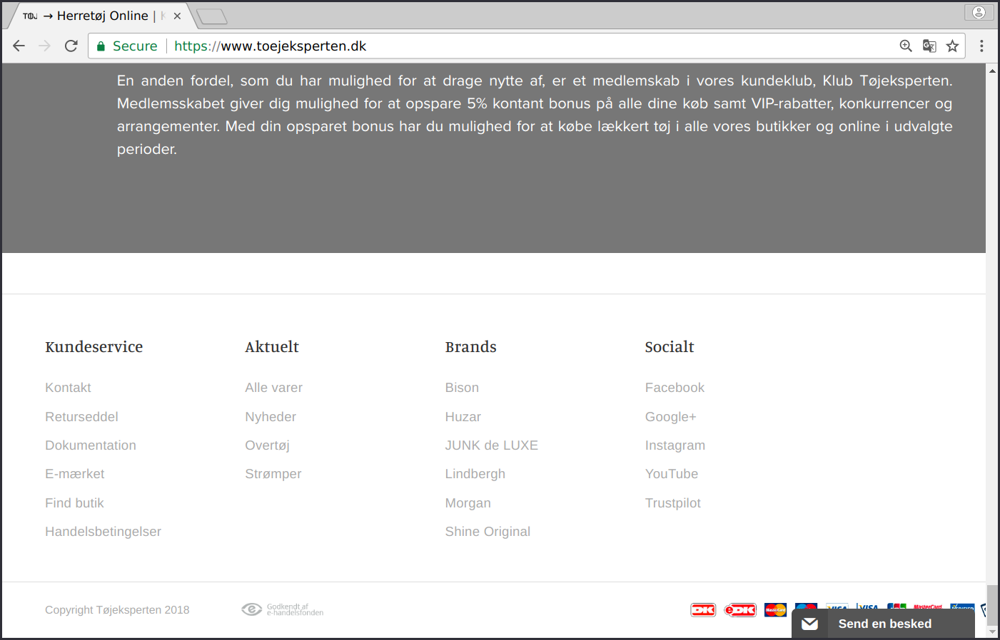 TØJ → Herretøj Online |
Secure https://www.toejeksperten.dk
En anden fordel, som du har mulighed for at drage nytte af, er et medlemskab i vores kundeklub, Klub Tøjeksperten.
Medlemsskabet giver dig mulighed for at opspare 5% kontant bonus på alle dine køb samt VIP-rabatter, konkurrencer og
arrangementer. Med din opsparet bonus har du mulighed for at købe lækkert tøj i alle vores butikker og online i udvalgte
perioder.
Kundeservice
Kontakt
Returseddel
Dokumentation
E-mærket
Find butik
Handelsbetingelser
Aktuelt
Alle varer
Nyheder
Overtøj
Strømper
Brands
Bison
Huzar
JUNK de LUXE
Lindbergh
Morgan
Shine Original
Socialt
Facebook
Google+
Instagram
YouTube
Trustpilot
Copyright Tøjeksperten 2018
Godkendt af
e-handelsfonden
DK eDK MasterCard VISA VISA JCB MasterCard
Send en besked